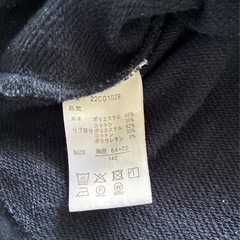 22CG1029
品質
本体 ポリエステル 65%
コットン 35%
リブ部分 ポリエステル 62%
コットン 33%
ポリウレタン 5%
SIZE 胸囲 64-72
140